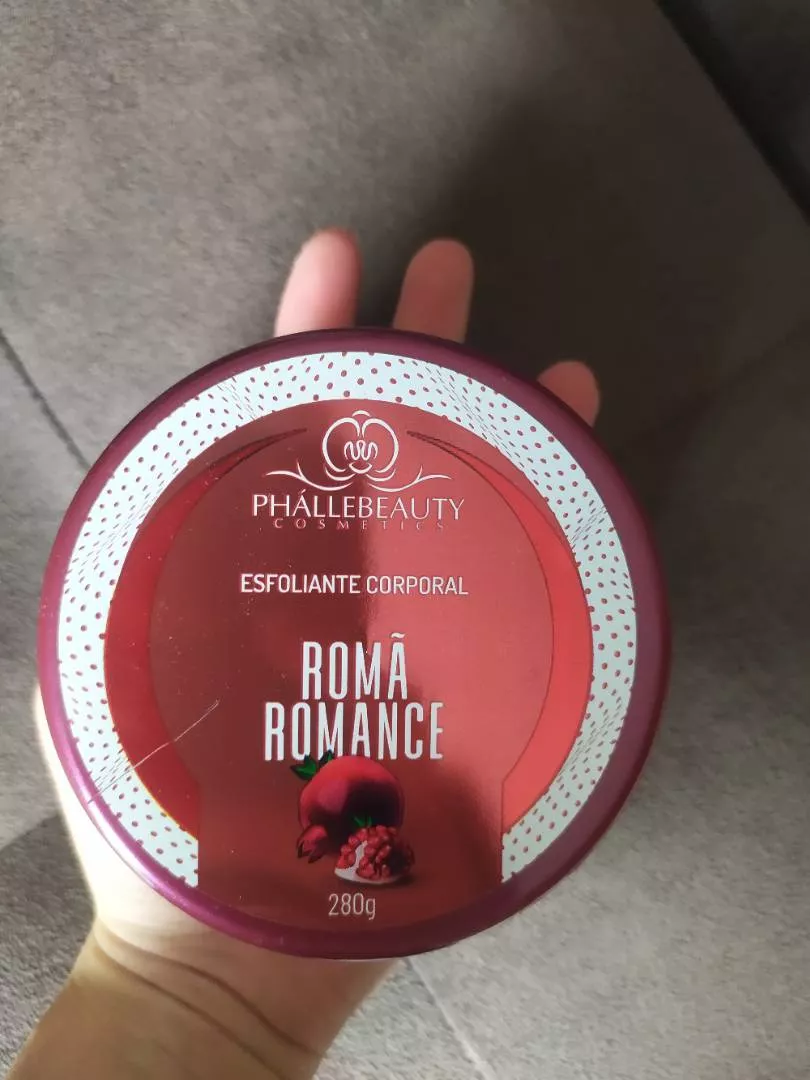 PHÁLLEBEAUTY
COSMETICS
ESFOLIANTE CORPORAL
ROMÃ
ROMANCE
280g